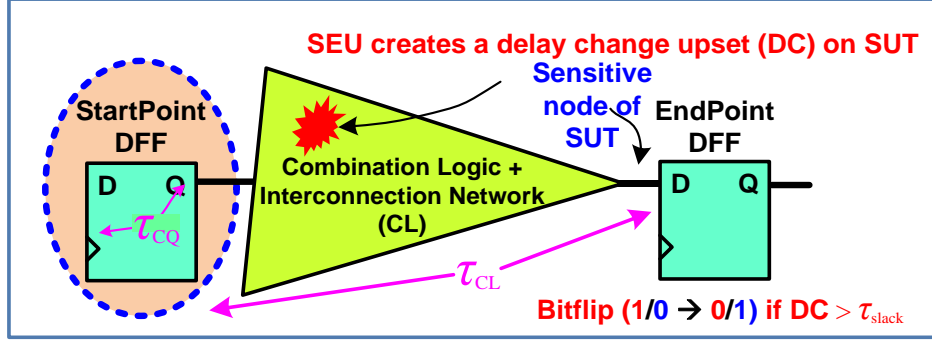 SEU creates a delay change upset (DC) on SUT
Sensitive
node of
SUT
StartPoint
DFF
EndPoint
DFF
D Q
τCQ
Combination Logic +
Interconnection Network
(CL)
D Q
τCL
Bitflip (1/0 → 0/1) if DC > τslack